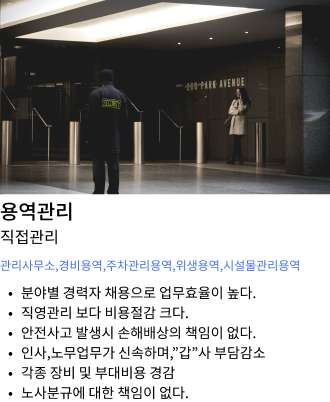 200 PARK AVENUE
SECURITY
용역관리
직접관리
관리사무소,경비용역,주차관리용역,위생용역,시설물관리용역
• 분야별 경력자 채용으로 업무효율이 높다.
• 직영관리 보다 비용절감 크다.
• 안전사고 발생시 손해배상의 책임이 없다.
• 인사,노무업무가 신속하며,”갑”사 부담감소
• 각종 장비 및 부대비용 경감
• 노사분규에 대한 책임이 없다.